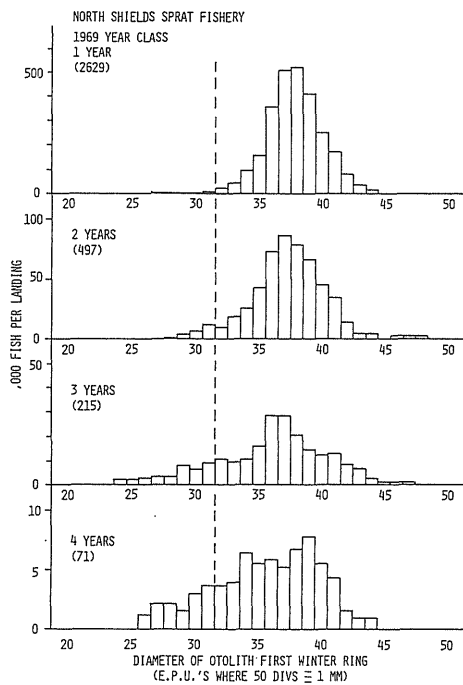 NORTH SHIELDS SPRAT FISHERY
1969 YEAR CLASS
1 YEAR
(2629)
500
0
20 25 30 35 40 45 50
100
2 YEARS
(497)
50
0
20 25 30 35 40 45 50
,000 FISH PER LANDING
50
3 YEARS
(215)
0
20 25 30 35 40 45 50
10
4 YEARS
(71)
5
0
20 25 30 35 40 45 50
DIAMETER OF OTOLITH FIRST WINTER RING
(E.P.U.'S WHERE 50 DIVS ≡ 1 MM)